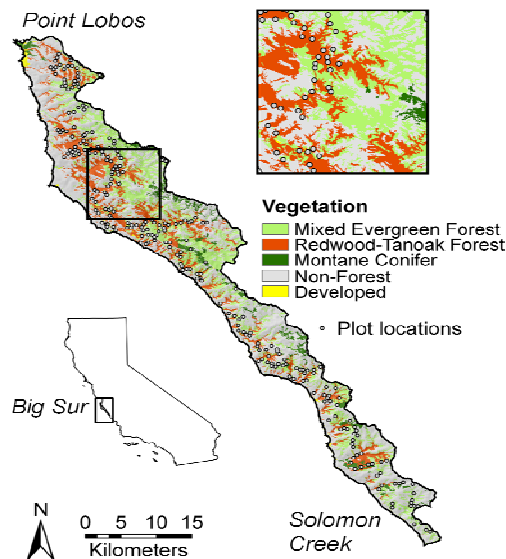 Point Lobos
Vegetation
Mixed Evergreen Forest
Redwood-Tanoak Forest
Montane Conifer
Non-Forest
Developed
Plot locations
Big Sur
N
0 5 10 15
Kilometers
Solomon
Creek